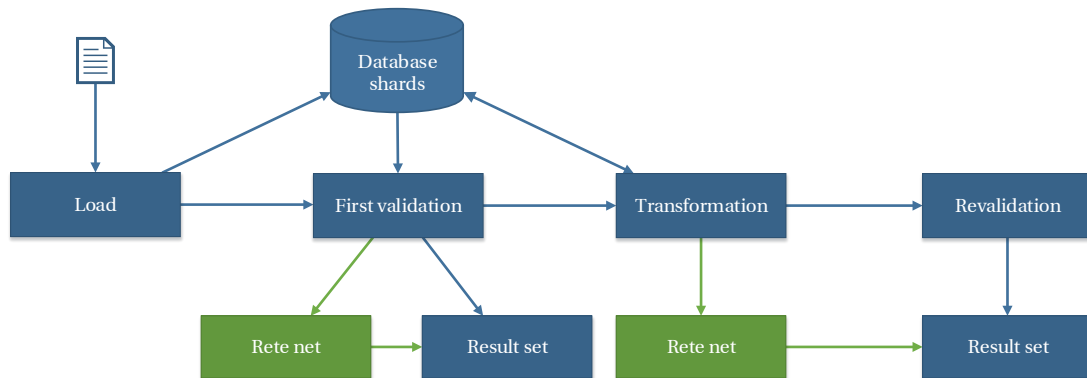 Database
shards
Load
First validation
Transformation
Revalidation
Rete net
Result set
Rete net
Result set